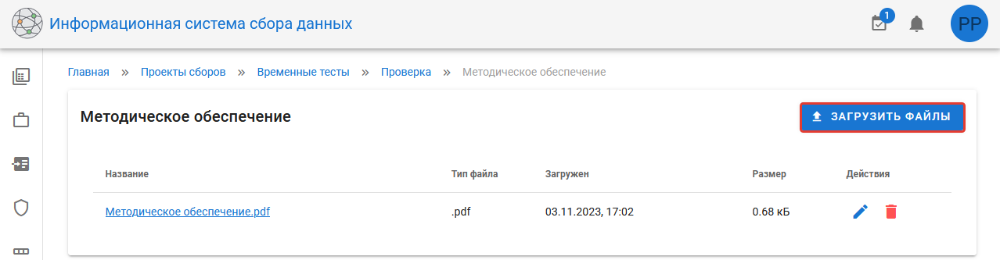 Информационная система сбора данных 1 РР
Главная » Проекты сборов » Временные тесты » Проверка » Методическое обеспечение
Методическое обеспечение ЗАГРУЗИТЬ ФАЙЛЫ
Название Тип файла Загружен Размер Действия
Методическое обеспечение.pdf .pdf 03.11.2023, 17:02 0.68 кБ